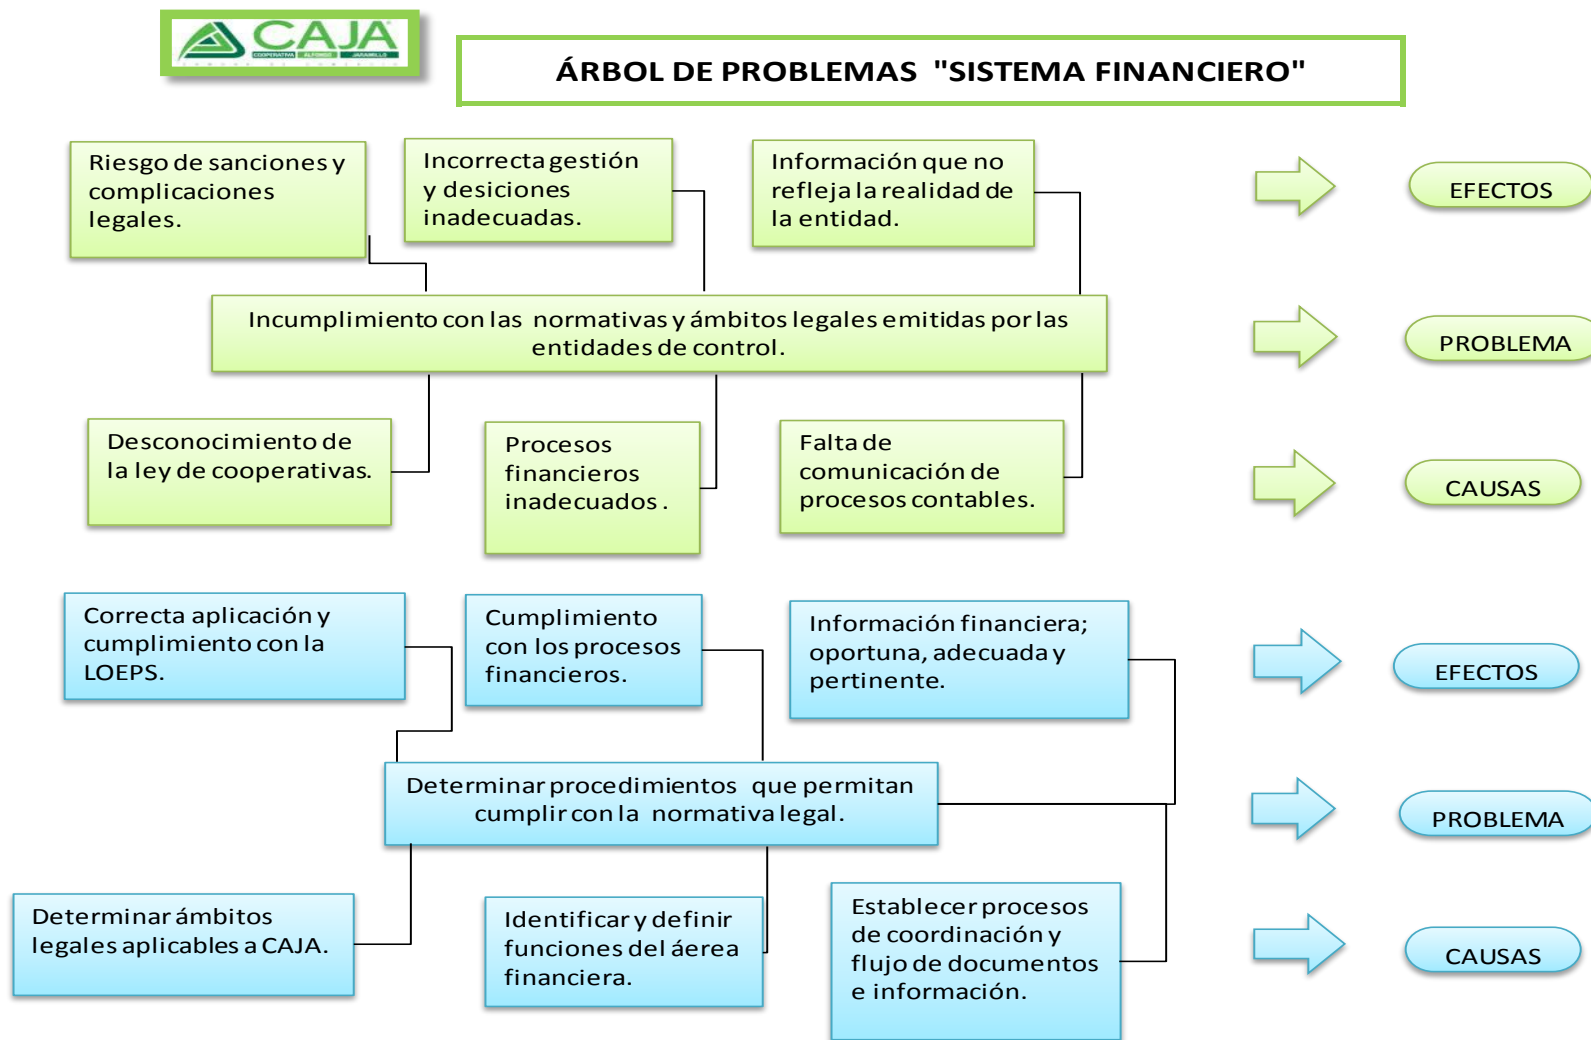 CAJA
COOPERATIVA ALFONSO JARAMILLO
ÁRBOL DE PROBLEMAS "SISTEMA FINANCIERO"
Riesgo de sanciones y
complicaciones
legales.
Incorrecta gestión
y desiciones
inadecuadas.
Información que no
refleja la realidad de
la entidad.
EFECTOS
Incumplimiento con las normativas y ámbitos legales emitidas por las
entidades de control.
PROBLEMA
Desconocimiento de
la ley de cooperativas.
Procesos
financieros
inadecuados .
Falta de
comunicación de
procesos contables.
CAUSAS
Correcta aplicación y
cumplimiento con la
LOEPS.
Cumplimiento
con los procesos
financieros.
Información financiera;
oportuna, adecuada y
pertinente.
EFECTOS
Determinar procedimientos que permitan
cumplir con la normativa legal.
PROBLEMA
Determinar ámbitos
legales aplicables a CAJA.
Identificar y definir
funciones del áerea
financiera.
Establecer procesos
de coordinación y
flujo de documentos
e información.
CAUSAS